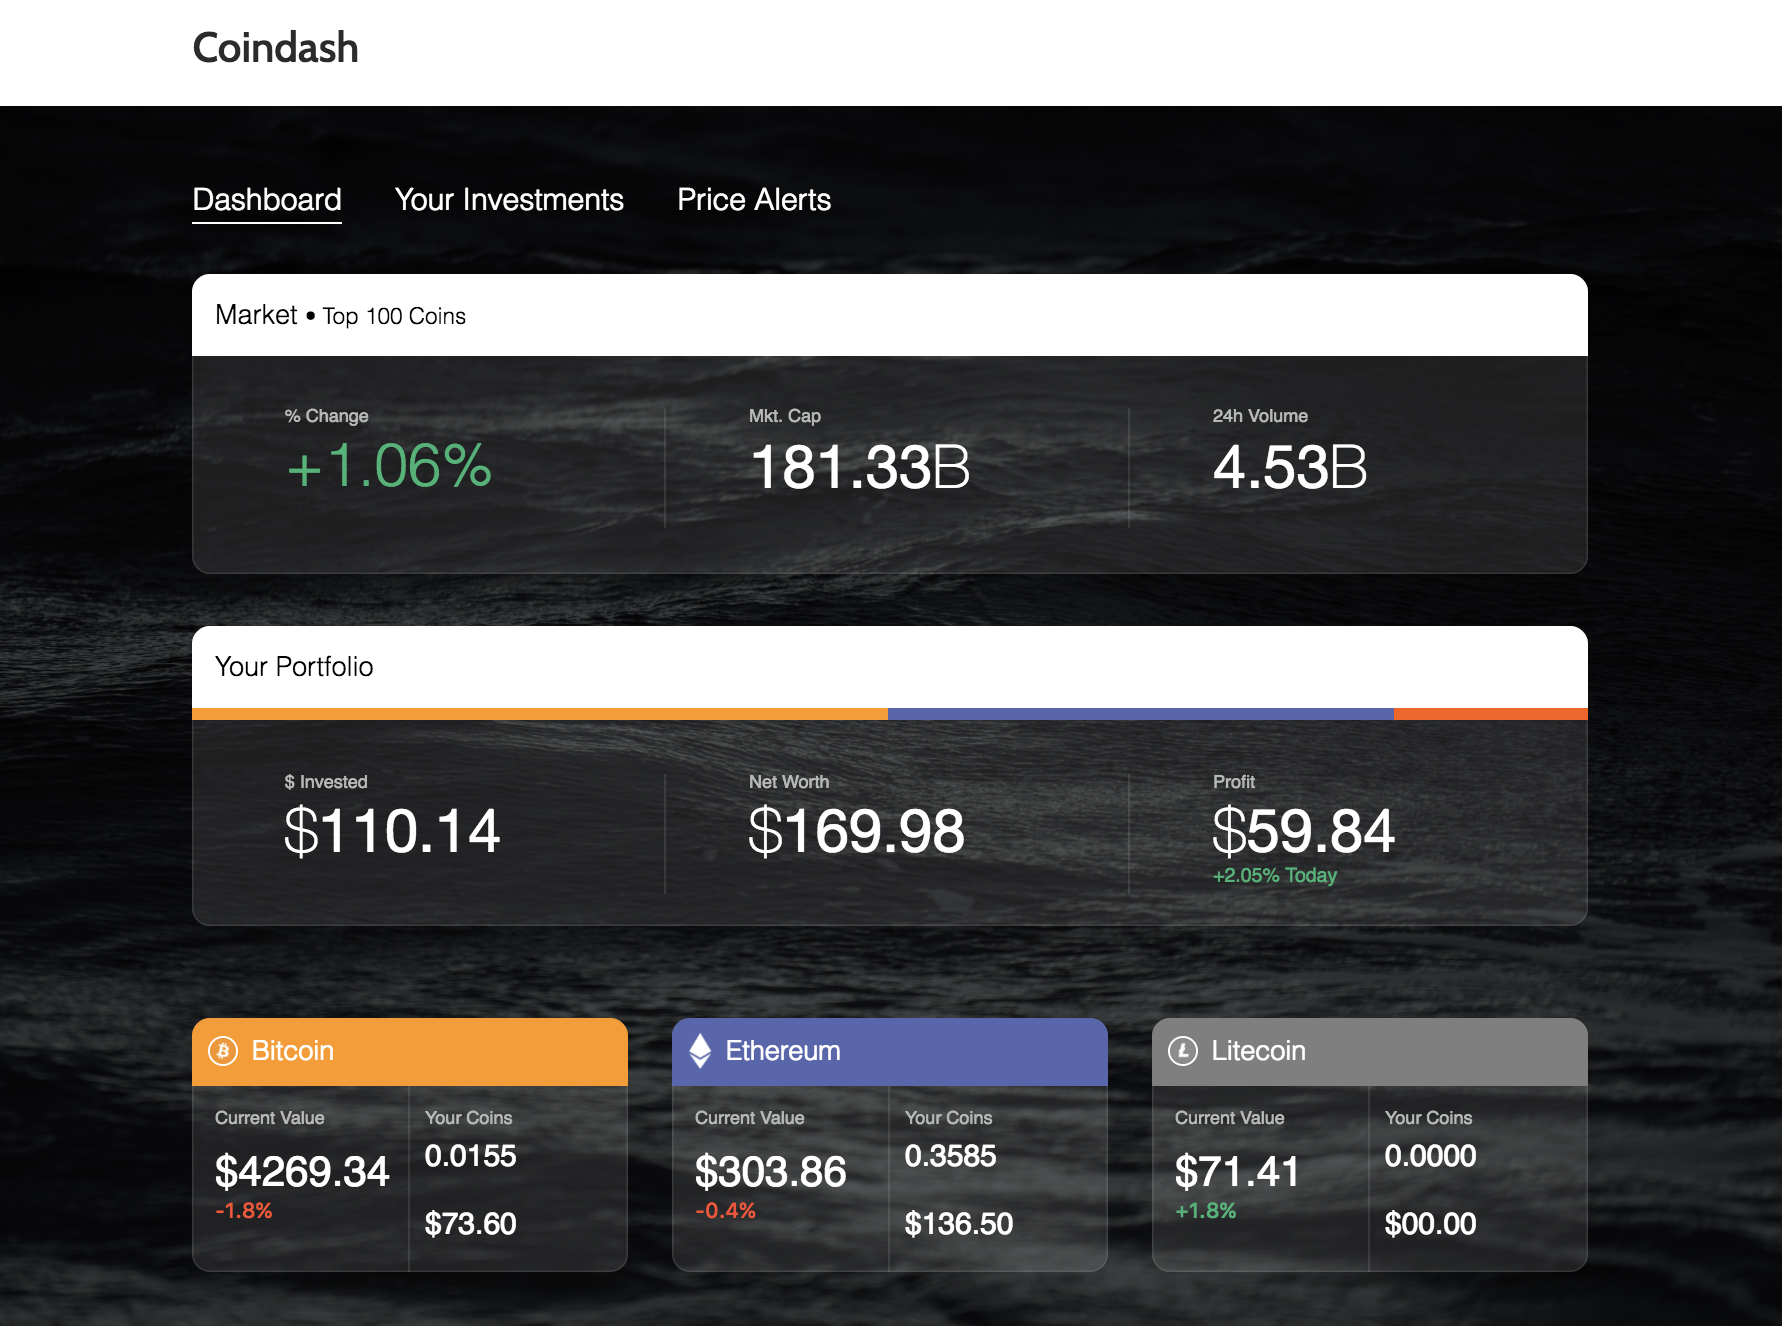 Coindash
Dashboard Your Investments Price Alerts
Market • Top 100 Coins
% Change Mkt. Cap 24h Volume
+1.06% 181.33B 4.53B
Your Portfolio
$ Invested Net Worth Profit
$110.14 $169.98 $59.84
+2.05% Today
Bitcoin
Current Value Your Coins
$4269.34 0.0155
-1.8%
$73.60
Ethereum
Current Value Your Coins
$303.86 0.3585
-0.4%
$136.50
Litecoin
Current Value Your Coins
$71.41 0.0000
+1.8%
$00.00